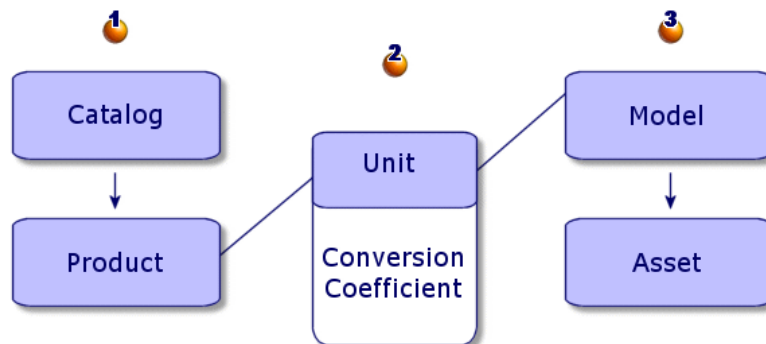 1
2
3
Catalog
Product
Unit
Conversion
Coefficient
Model
Asset